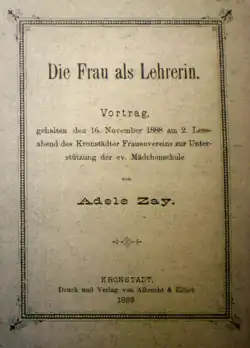 Die Frau als Lehrerin.
Vortrag,
gehalten den 16. November 1888 am 2. Lese-
abend des Kronstädter Frauenvereins zur Unter-
stützung der ev. Mädchenschule
von
Adele Zay.
KRONSTADT.
Druck und Verlag von Albrecht & Zillich
1889